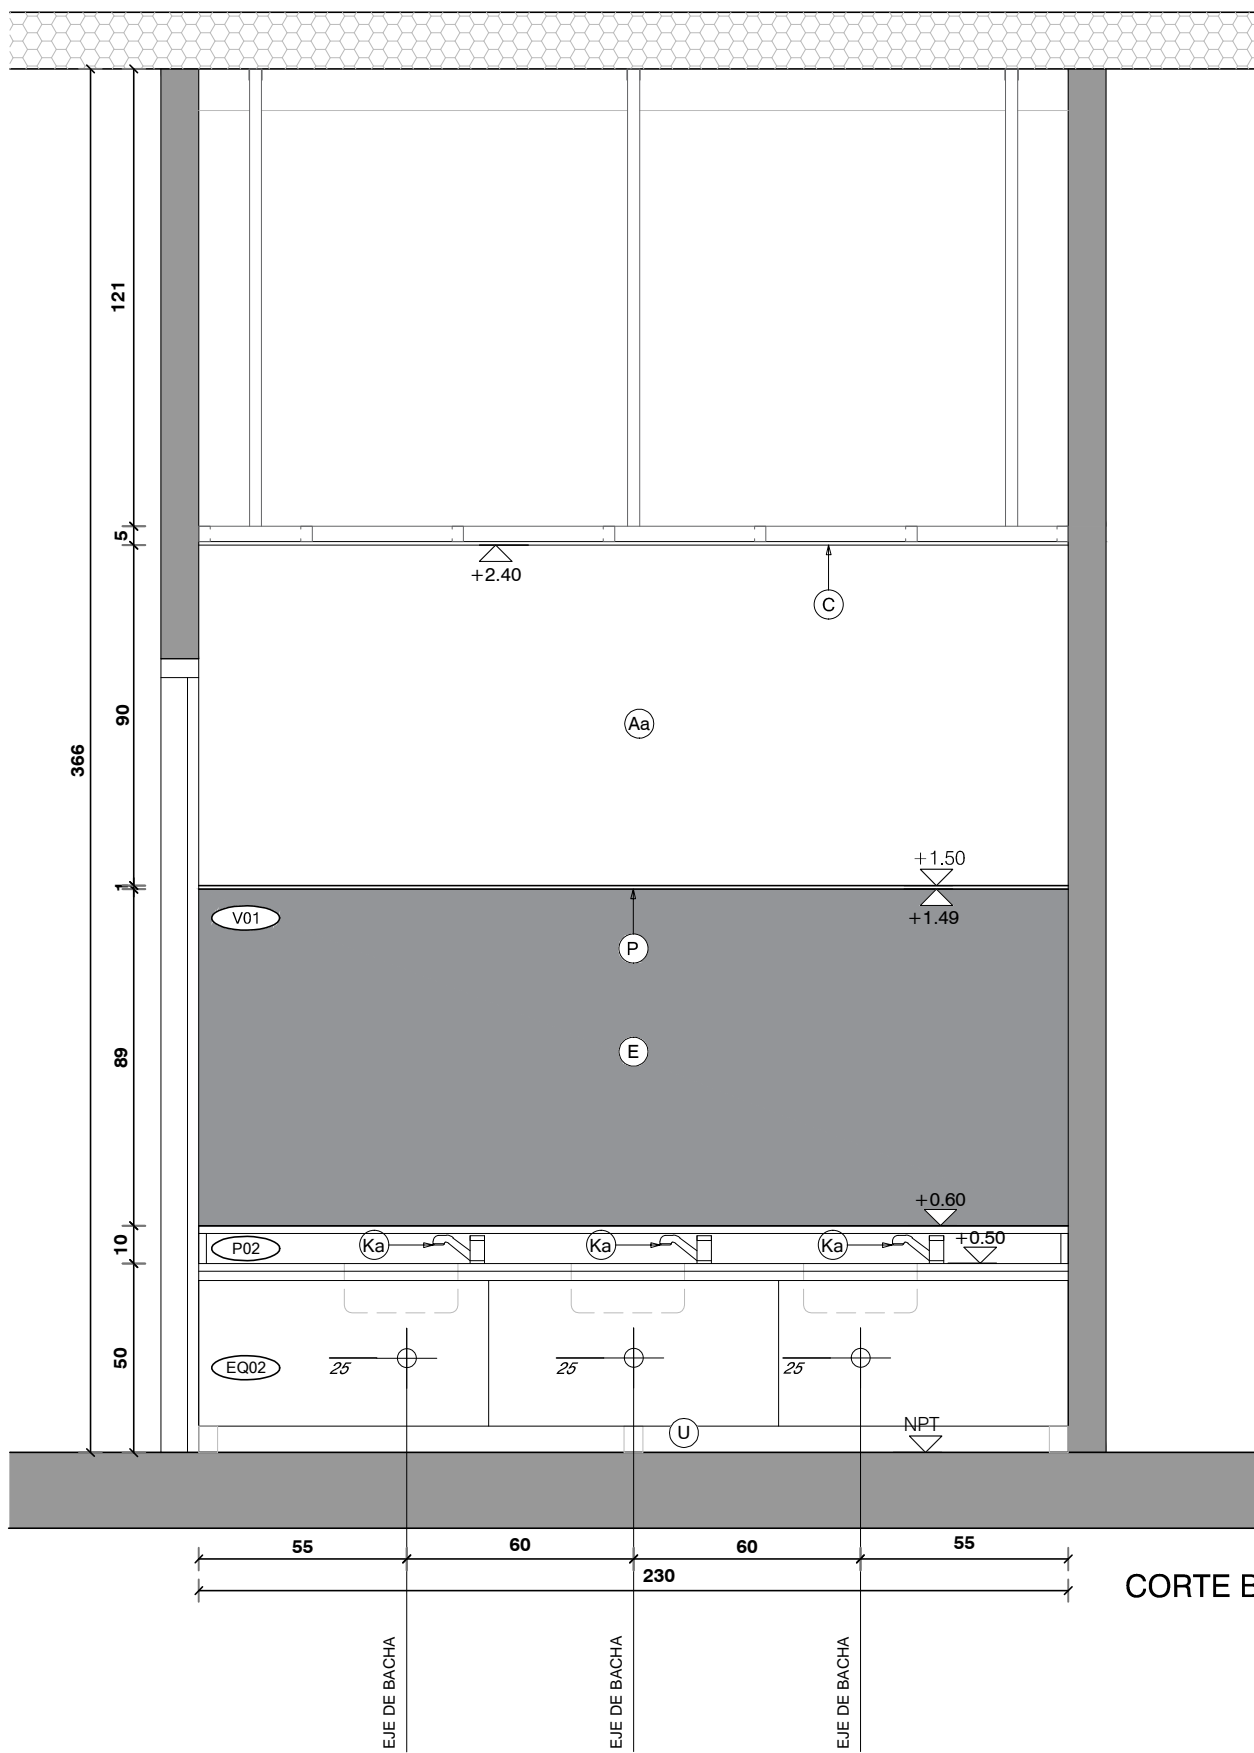 121
5
+2.40
C
90
Aa
366
+1.50
1
V01
+1.49
P
E
89
+0.60
10
P02
Ka
Ka
Ka
+0.50
50
EQ02
25
25
25
U
NPT
55
60
60
55
230
CORTE B
EJE DE BACHA
EJE DE BACHA
EJE DE BACHA